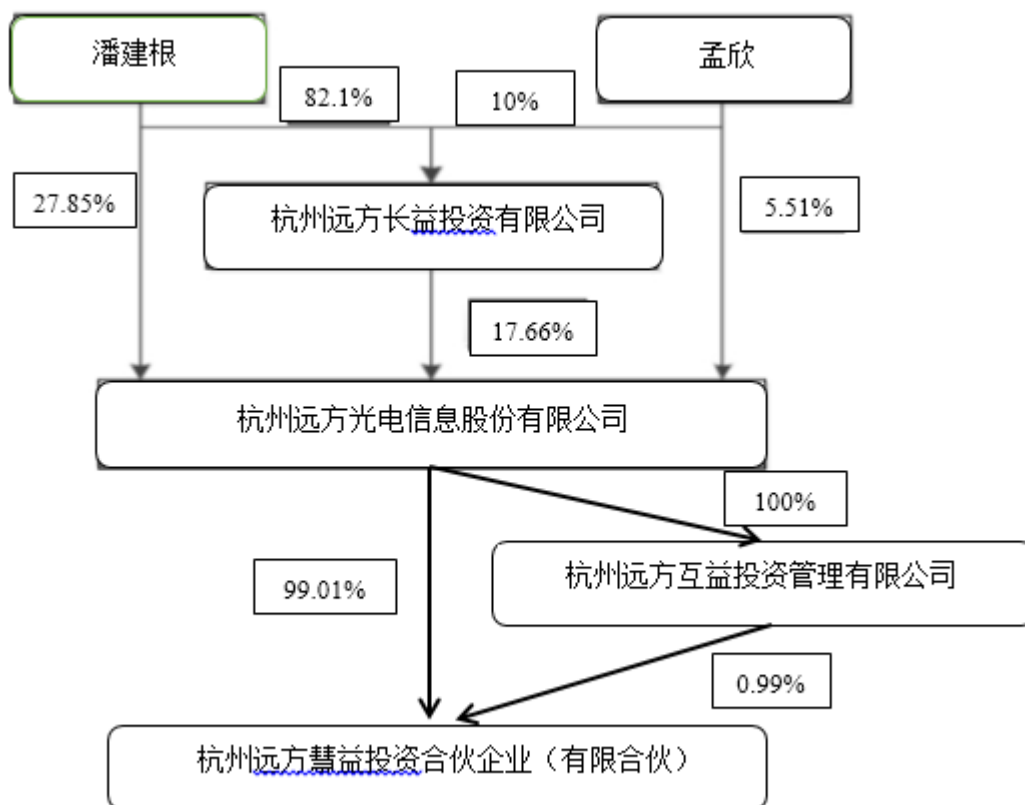 潘建根
孟欣
82.1%
10%
27.85%
杭州远方长益投资有限公司
5.51%
17.66%
杭州远方光电信息股份有限公司
100%
杭州远方互益投资管理有限公司
99.01%
0.99%
杭州远方慧益投资合伙企业（有限合伙）